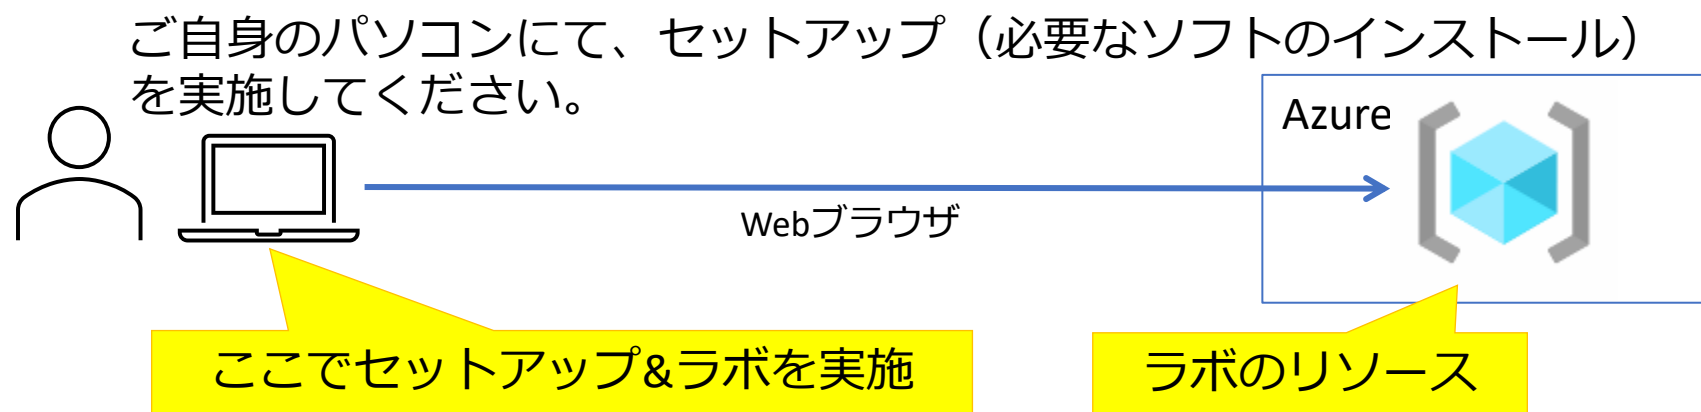 ご自身のパソコンにて、セットアップ（必要なソフトのインストール）
を実施してください。
Azure
Webブラウザ
ここでセットアップ&ラボを実施
ラボのリソース